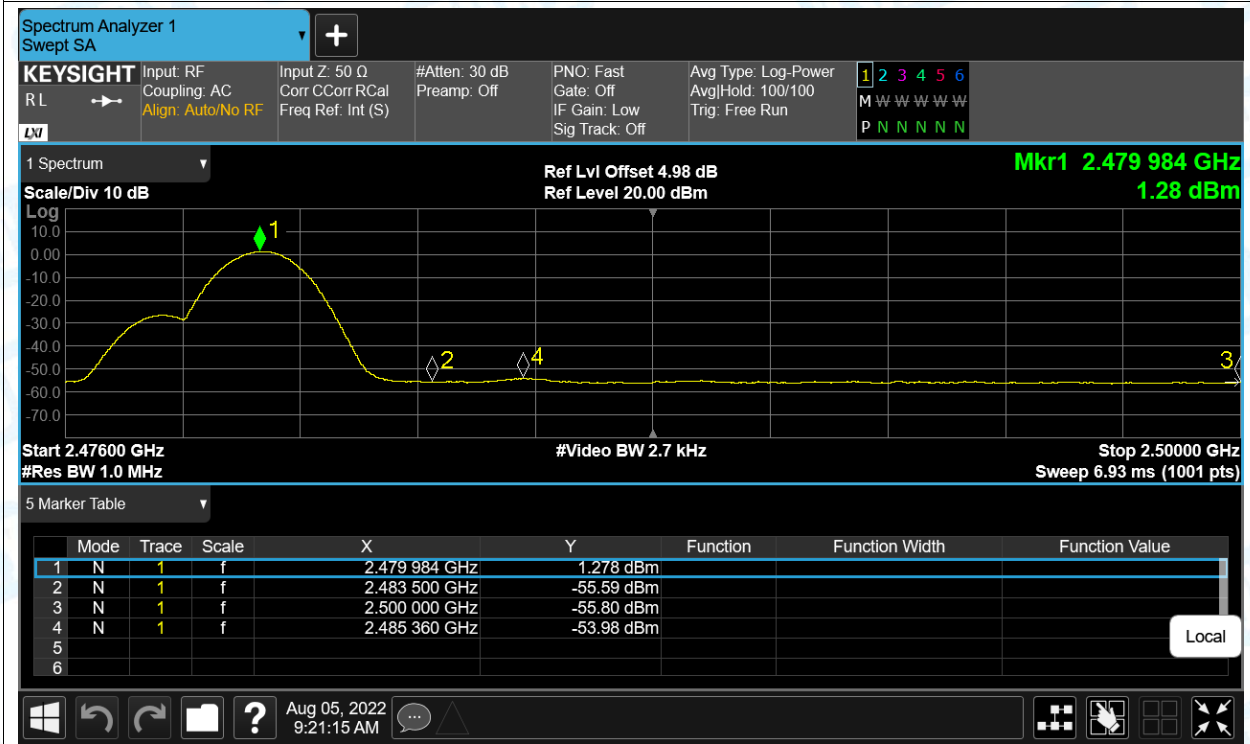 Spectrum Analyzer 1
Swept SA
+
KEYSIGHT
R L
LXI
Input: RF
Coupling: AC
Align: Auto/No RF
Input Z: 50 Ω
Corr CCorr RCal
Freq Ref: Int (S)
#Atten: 30 dB
Preamp: Off
PNO: Fast
Gate: Off
IF Gain: Low
Sig Track: Off
Avg Type: Log-Power
Avg|Hold: 100/100
Trig: Free Run
1 2 3 4 5 6
M W W W W W W
P N N N N N N
1 Spectrum
Scale/Div 10 dB
Ref Lvl Offset 4.98 dB
Ref Level 20.00 dBm
Mkr1 2.479 984 GHz
1.28 dBm
Log
10.0
0.00
-10.0
-20.0
-30.0
-40.0
-50.0
-60.0
-70.0
1
2
4
3
Start 2.47600 GHz
#Res BW 1.0 MHz
#Video BW 2.7 kHz
Stop 2.50000 GHz
Sweep 6.93 ms (1001 pts)
5 Marker Table
Mode Trace Scale X Y Function Function Width Function Value
1 N 1 f 2.479 984 GHz 1.278 dBm
2 N 1 f 2.483 500 GHz -55.59 dBm
3 N 1 f 2.500 000 GHz -55.80 dBm
4 N 1 f 2.485 360 GHz -53.98 dBm
5
6
Local
?
Aug 05, 2022
9:21:15 AM